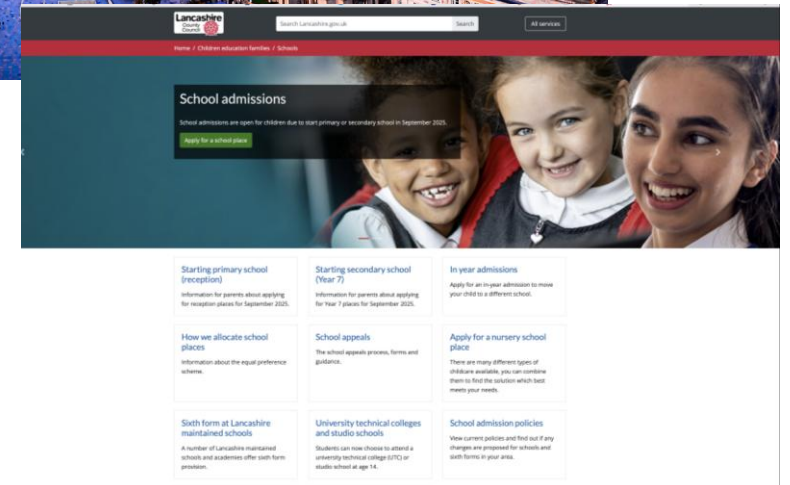 Lancashire
County
Council
Search Lancashire.gov.uk
Search
All services
Home / Children education families / Schools
School admissions
School admissions are open for children due to start primary or secondary school in September 2025.
Apply for a school place
Starting primary school
(reception)
Information for parents about applying
for reception places for September 2025.
Starting secondary school
(Year 7)
Information for parents about applying
for Year 7 places for September 2025.
In year admissions
Apply for an in-year admission to move
your child to a different school.
How we allocate school
places
Information about the equal preference
scheme.
School appeals
The school appeals process, forms and
guidance.
Apply for a nursery school
place
There are many different types of
childcare available, you can combine
them to find the solution which best
meets your needs.
Sixth form at Lancashire
maintained schools
A number of Lancashire maintained
schools and academies offer sixth form
provision.
University technical colleges
and studio schools
Students can now choose to attend a
university technical college (UTC) or
studio school at age 14.
School admission policies
View current policies and find out if any
changes are proposed for schools and
sixth forms in your area.